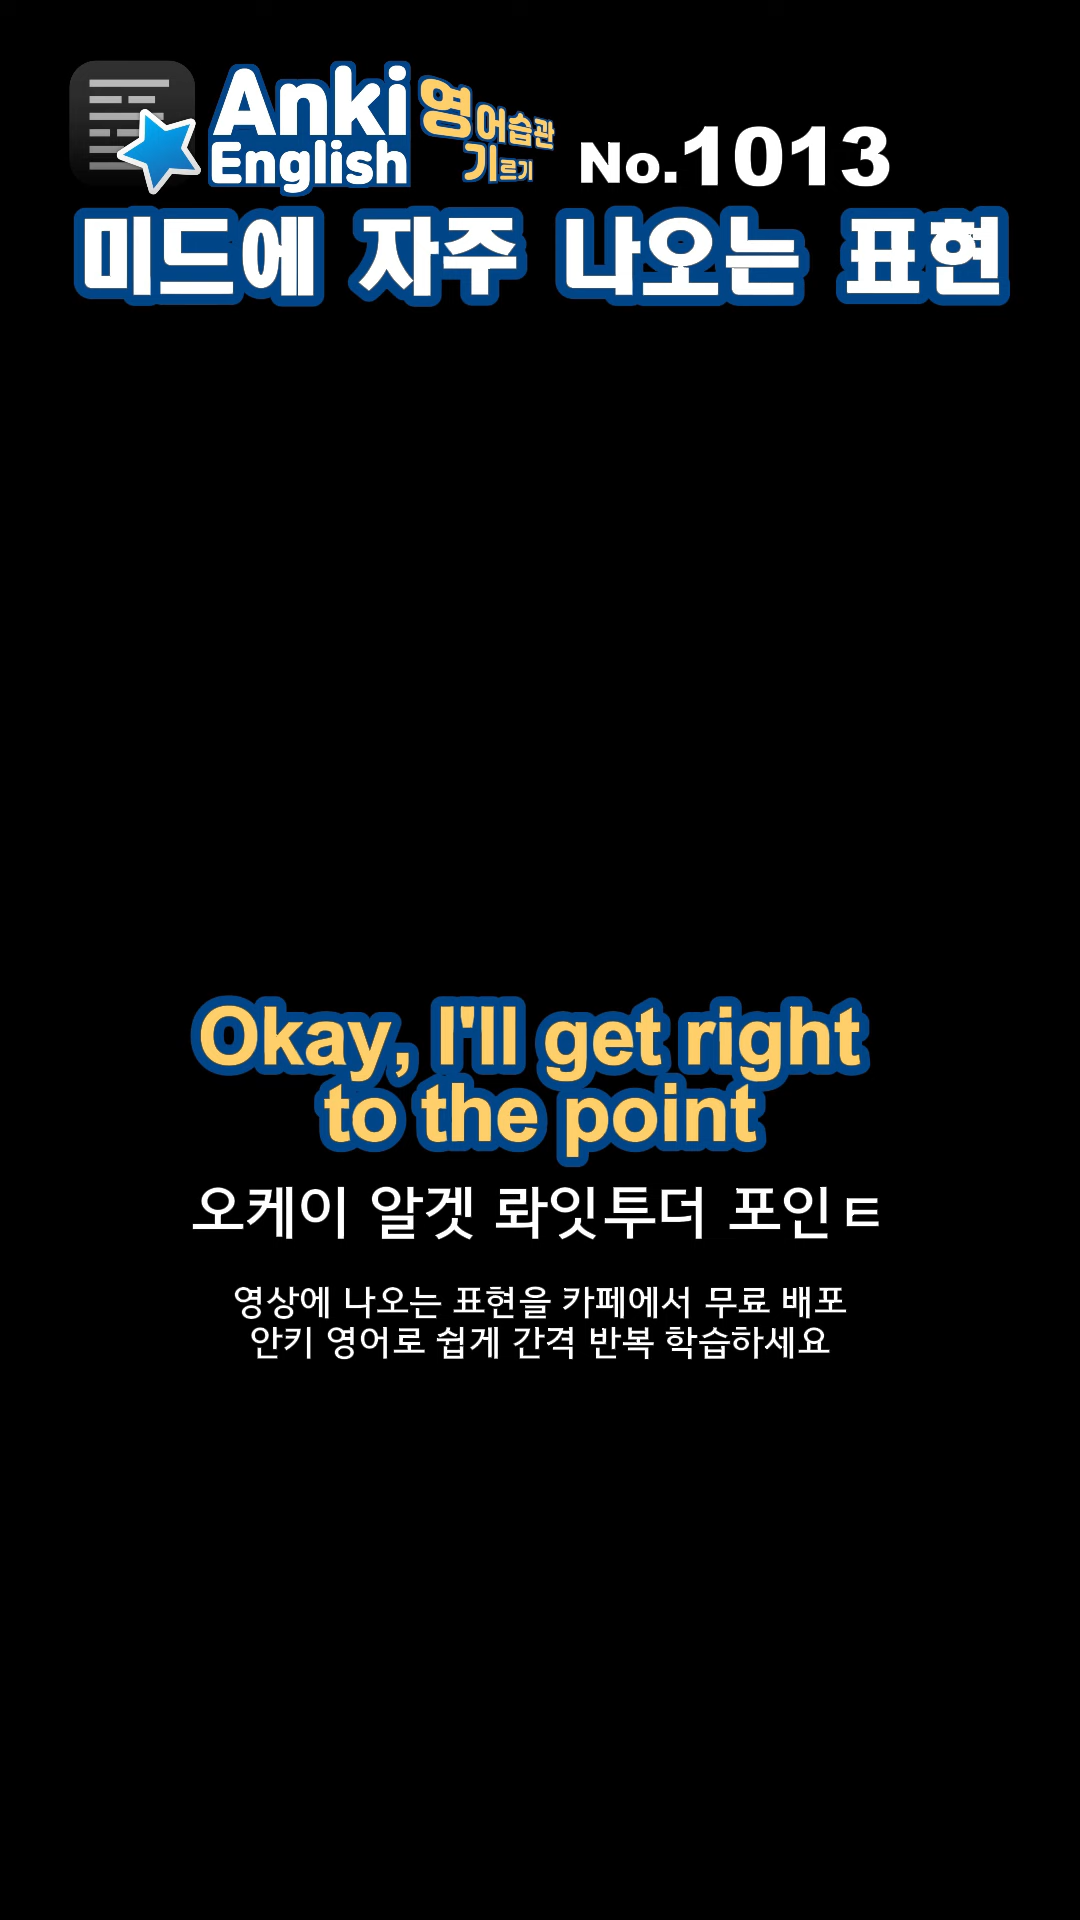 Anki 영어습관
English 기르기 No.1013
미드에 자주 나오는 표현
Okay, I'll get right
to the point
오케이 알겟 롸잇투더 포인ㅌ
영상에 나오는 표현을 카페에서 무료 배포
안키 영어로 쉽게 간격 반복 학습하세요